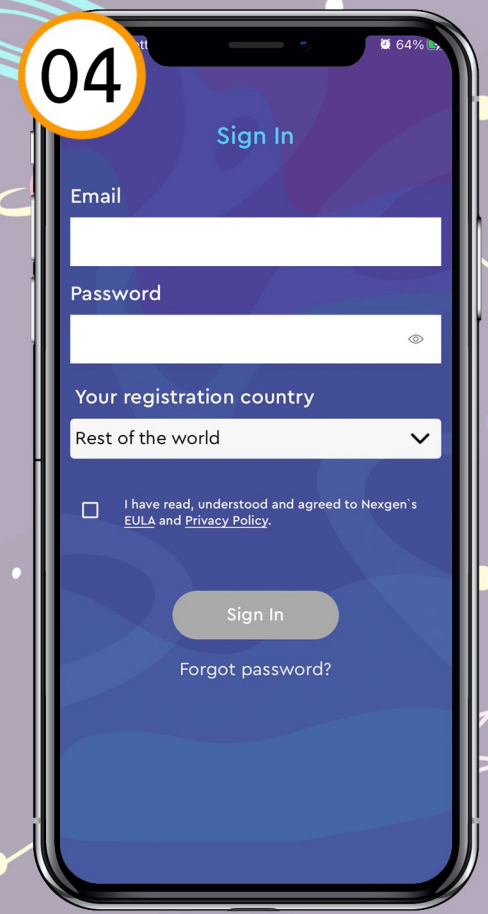 04
64%
Sign In
Email
Password
Your registration country
Rest of the world
I have read, understood and agreed to Nexgen`s
EULA and Privacy Policy.
Sign In
Forgot password?